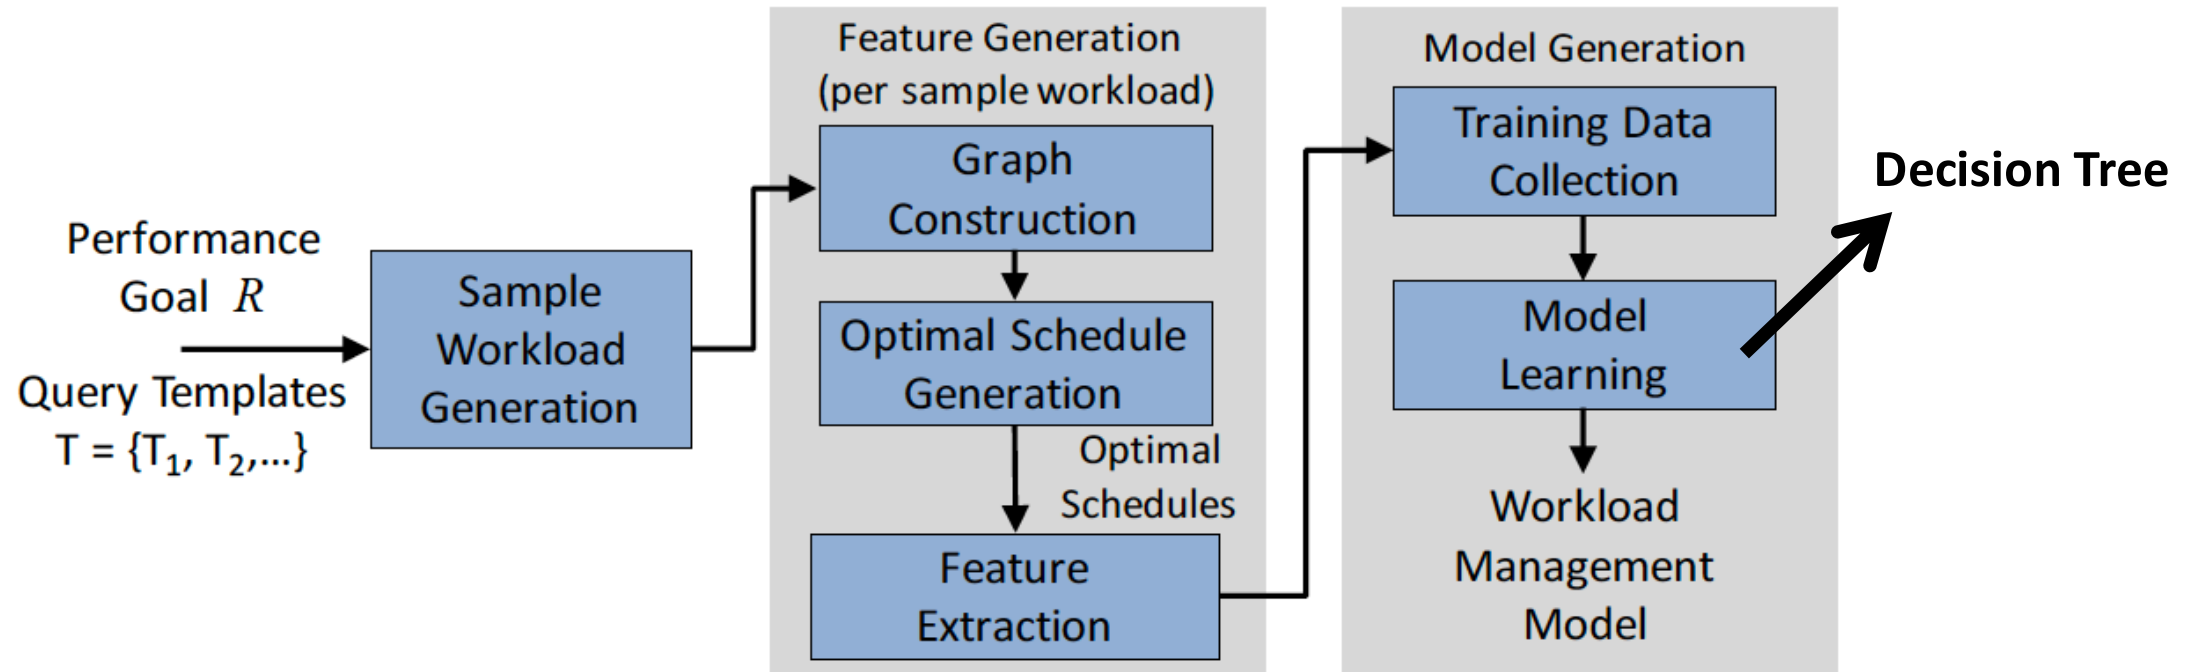 Performance
Goal R
Query Templates
T = {T₁, T₂,...}
Sample
Workload
Generation
Feature Generation
(per sample workload)
Graph
Construction
Optimal Schedule
Generation
Optimal
Schedules
Feature
Extraction
Model Generation
Training Data
Collection
Model
Learning
Workload
Management
Model
Decision Tree